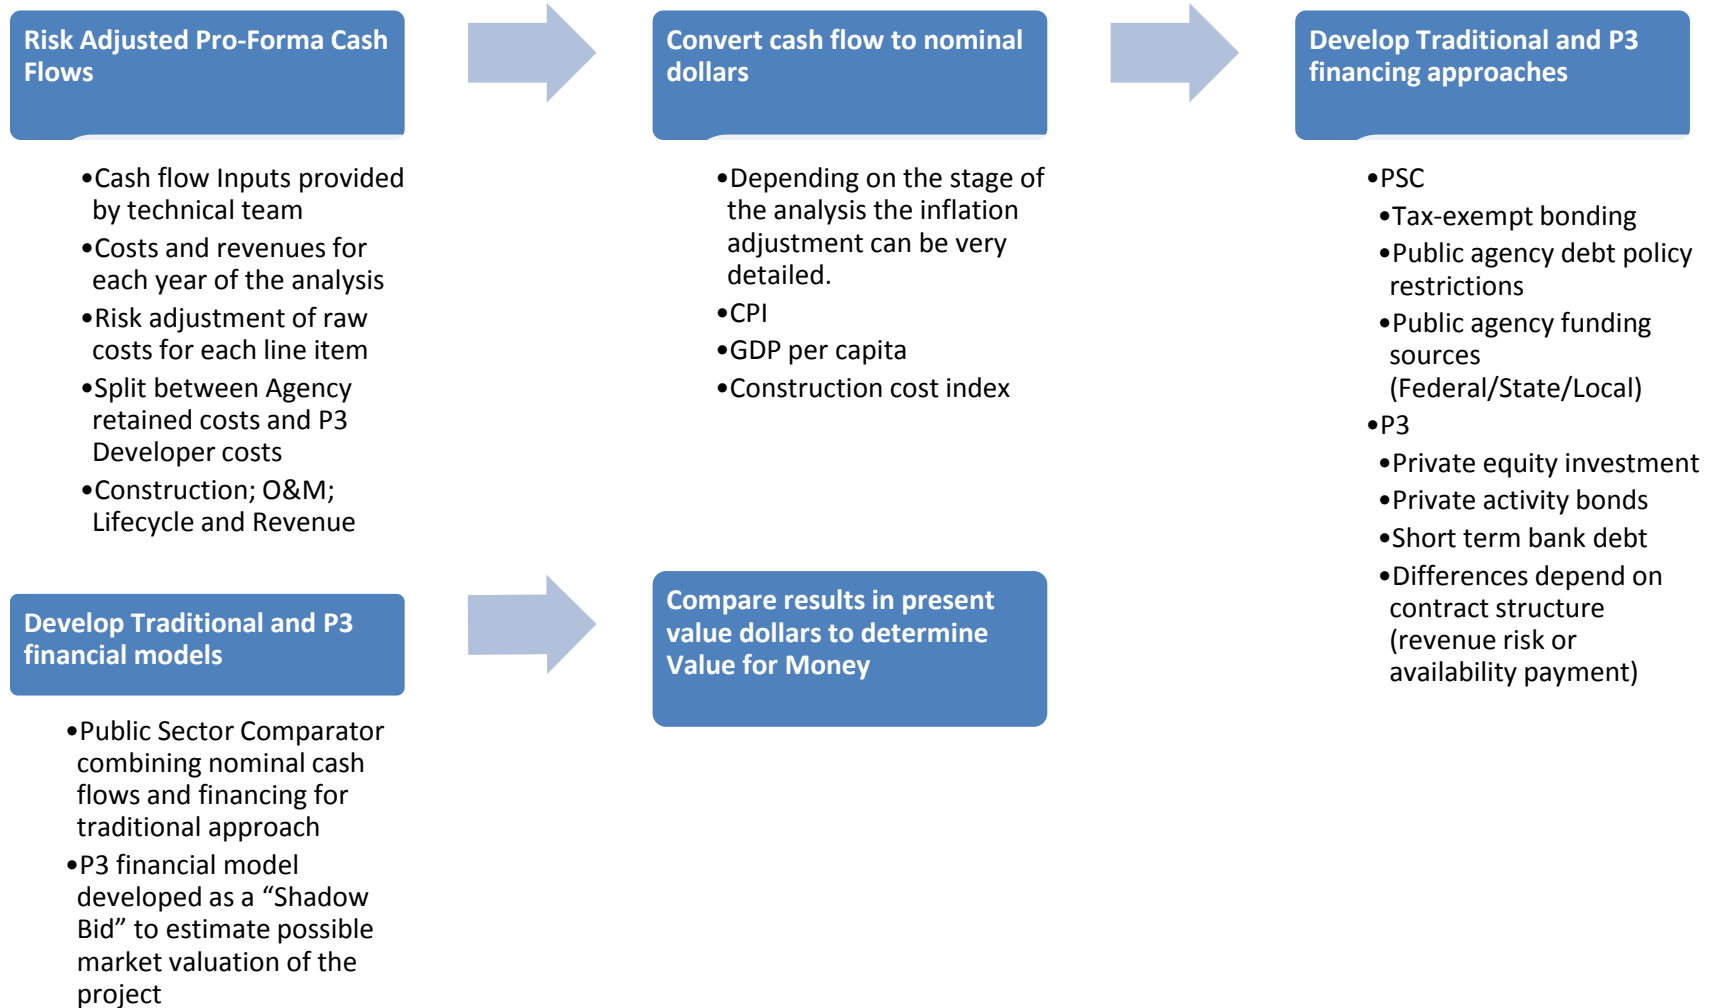 Risk Adjusted Pro-Forma Cash
Flows
•Cash flow Inputs provided
by technical team
•Costs and revenues for
each year of the analysis
•Risk adjustment of raw
costs for each line item
•Split between Agency
retained costs and P3
Developer costs
•Construction; O&M;
Lifecycle and Revenue
Convert cash flow to nominal
dollars
•Depending on the stage of
the analysis the inflation
adjustment can be very
detailed.
•CPI
•GDP per capita
•Construction cost index
Develop Traditional and P3
financing approaches
•PSC
•Tax-exempt bonding
•Public agency debt policy
restrictions
•Public agency funding
sources
(Federal/State/Local)
•P3
•Private equity investment
•Private activity bonds
•Short term bank debt
•Differences depend on
contract structure
(revenue risk or
availability payment)
Develop Traditional and P3
financial models
•Public Sector Comparator
combining nominal cash
flows and financing for
traditional approach
•P3 financial model
developed as a “Shadow
Bid” to estimate possible
market valuation of the
project
Compare results in present
value dollars to determine
Value for Money